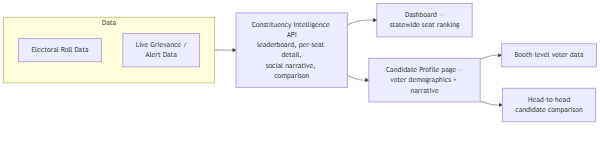 Data
Electoral Roll Data
Live Grievance /
Alert Data
Constituency Intelligence
API
leaderboard, per-seat
detail,
social narrative,
comparison
Dashboard —
statewide seat ranking
Candidate Profile page —
voter demographics +
narrative
Booth-level voter data
Head-to-head
candidate comparison